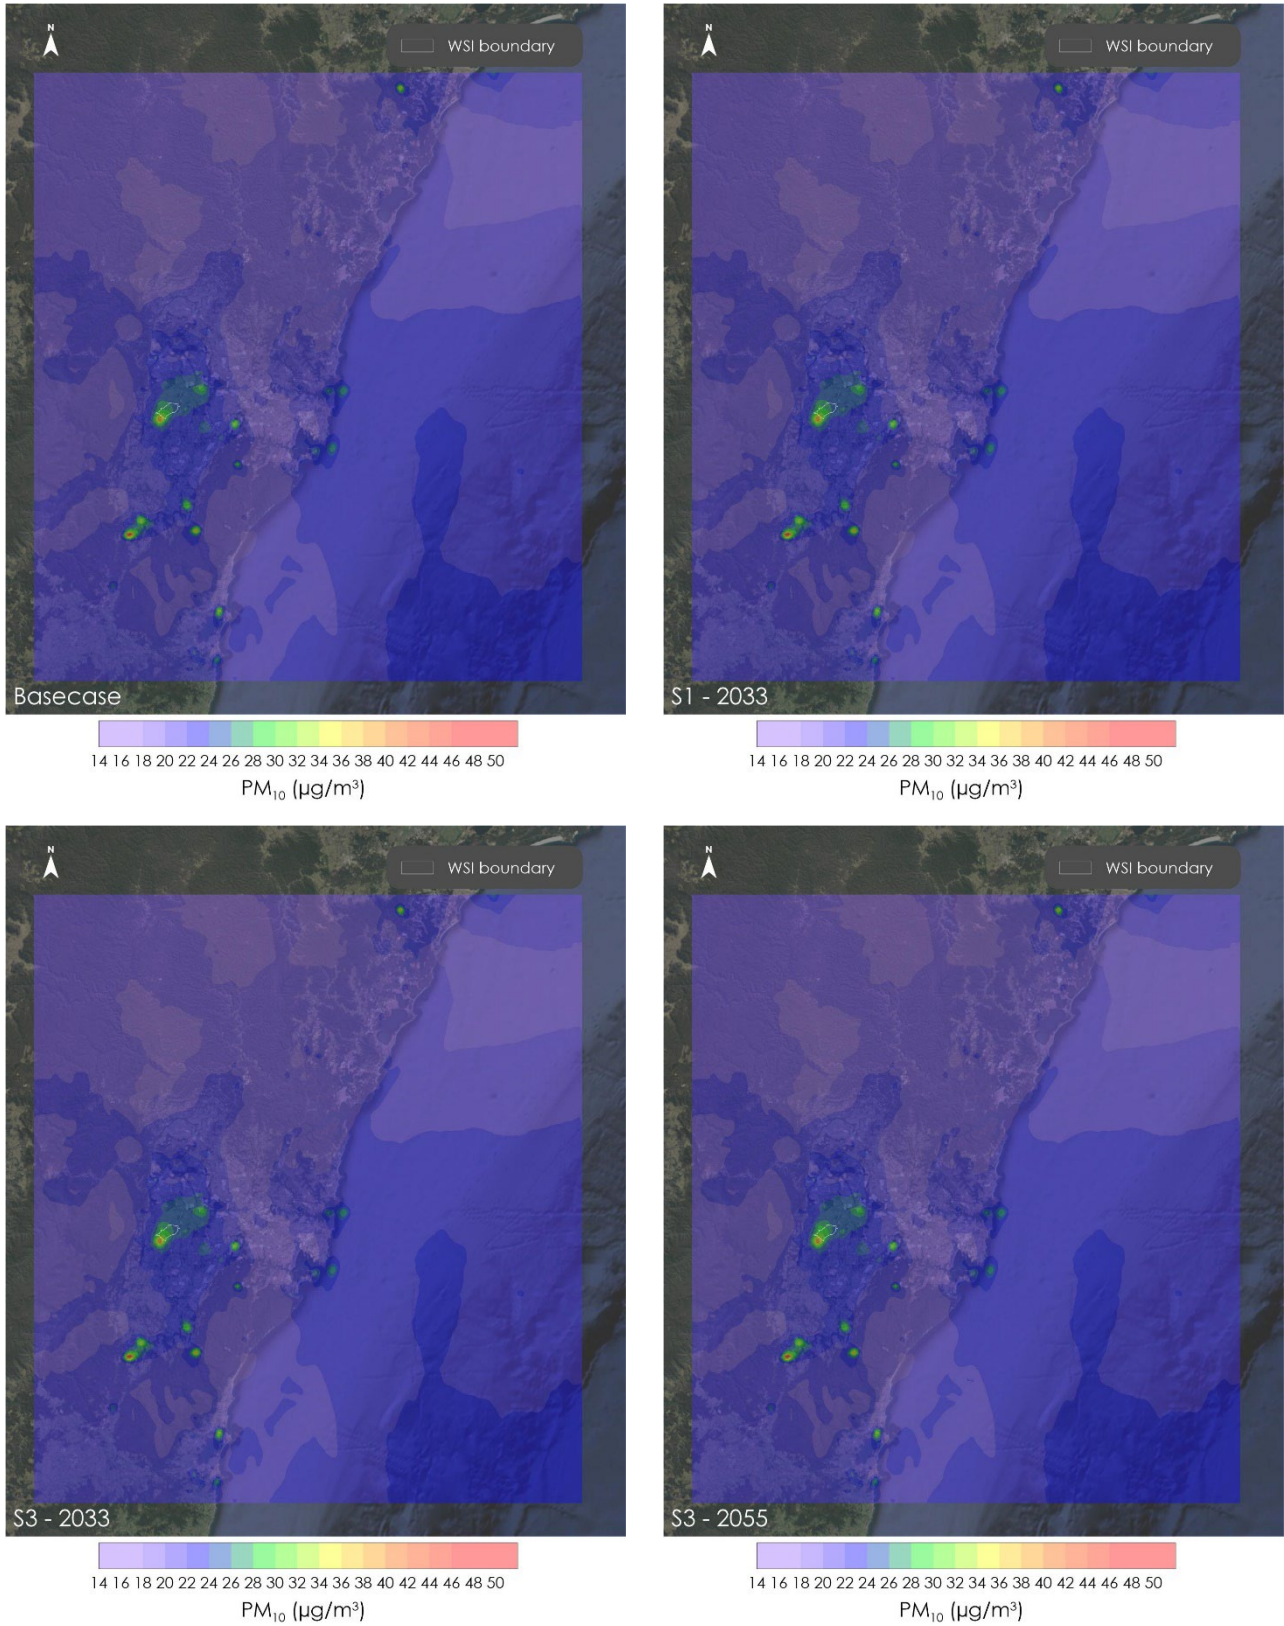 N
WSI boundary
Basecase
14 16 18 20 22 24 26 28 30 32 34 36 38 40 42 44 46 48 50
PM₁₀ (µg/m³)
N
WSI boundary
S1 - 2033
14 16 18 20 22 24 26 28 30 32 34 36 38 40 42 44 46 48 50
PM₁₀ (µg/m³)
N
WSI boundary
S3 - 2033
14 16 18 20 22 24 26 28 30 32 34 36 38 40 42 44 46 48 50
PM₁₀ (µg/m³)
N
WSI boundary
S3 - 2055
14 16 18 20 22 24 26 28 30 32 34 36 38 40 42 44 46 48 50
PM₁₀ (µg/m³)